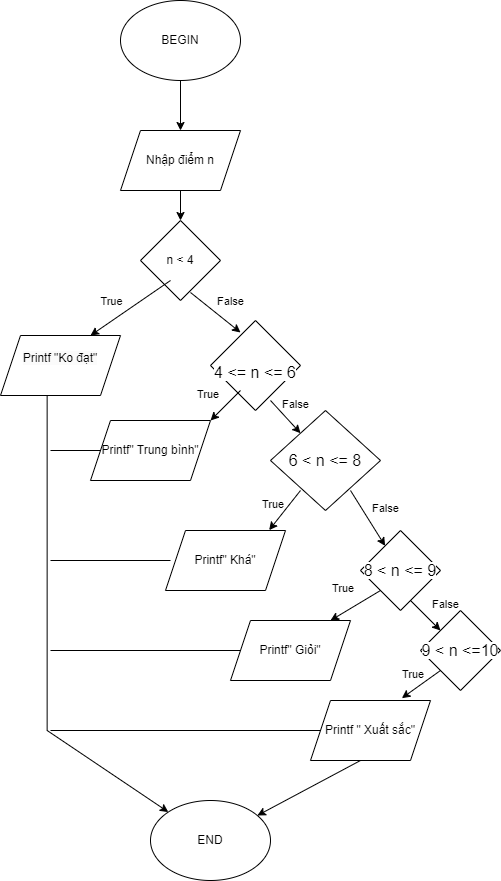 BEGIN
Nhập điểm n
n < 4
True
False
Printf "Ko đạt"
4 <= n <= 6
True
False
Printf" Trung bình"
6 < n <= 8
True
False
Printf" Khá"
8 < n <= 9
True
False
Printf" Giỏi"
9 < n <=10
True
Printf " Xuất sắc"
END